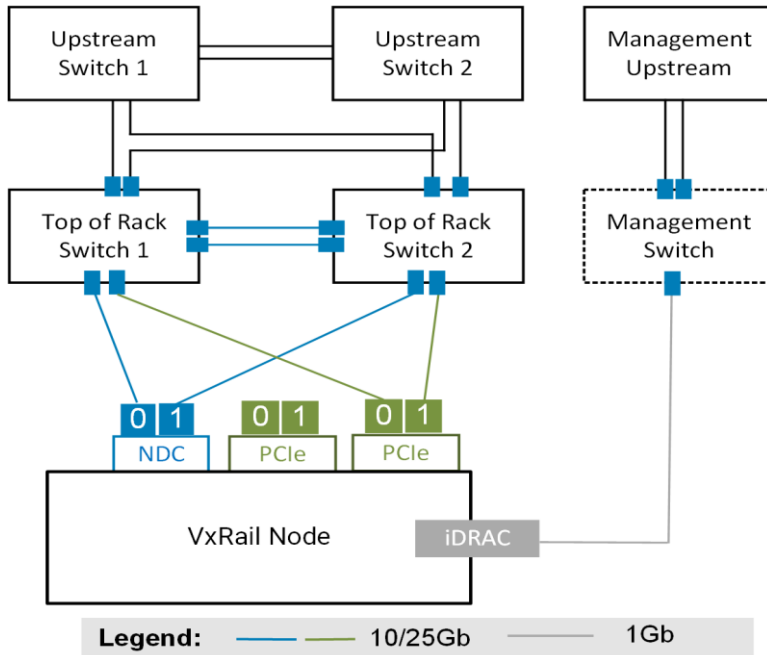 Upstream
Switch 1
Upstream
Switch 2
Management
Upstream
Top of Rack
Switch 1
Top of Rack
Switch 2
Management
Switch
0 1
0 1
0 1
NDC
PCIe
PCIe
VxRail Node
iDRAC
Legend: 10/25Gb 1Gb